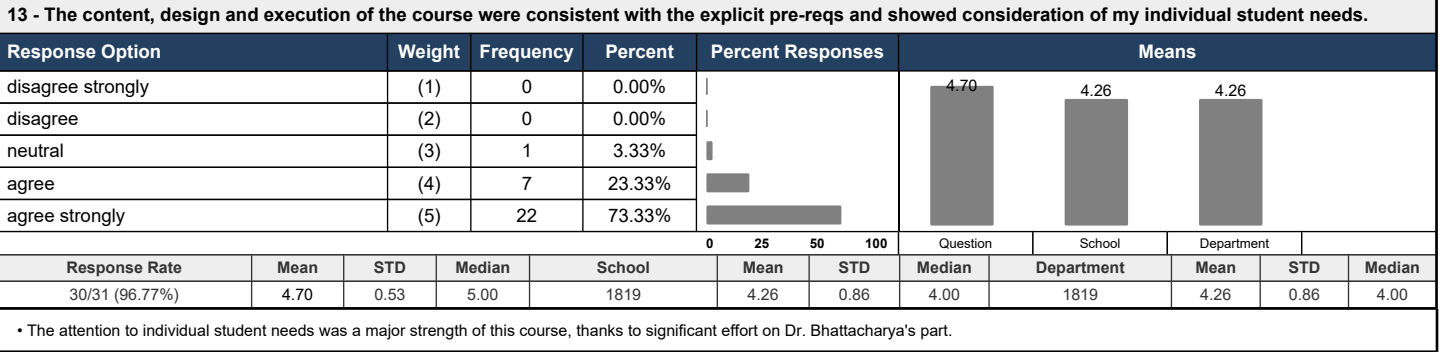 13 - The content, design and execution of the course were consistent with the explicit pre-reqs and showed consideration of my individual student needs.
Response Option Weight Frequency Percent Percent Responses Means
disagree strongly (1) 0 0.00%
disagree (2) 0 0.00%
neutral (3) 1 3.33%
agree (4) 7 23.33%
agree strongly (5) 22 73.33%
4.70 4.26 4.26
0 25 50 100 Question School Department
Response Rate Mean STD Median School Mean STD Median Department Mean STD Median
30/31 (96.77%) 4.70 0.53 5.00 1819 4.26 0.86 4.00 1819 4.26 0.86 4.00
• The attention to individual student needs was a major strength of this course, thanks to significant effort on Dr. Bhattacharya's part.